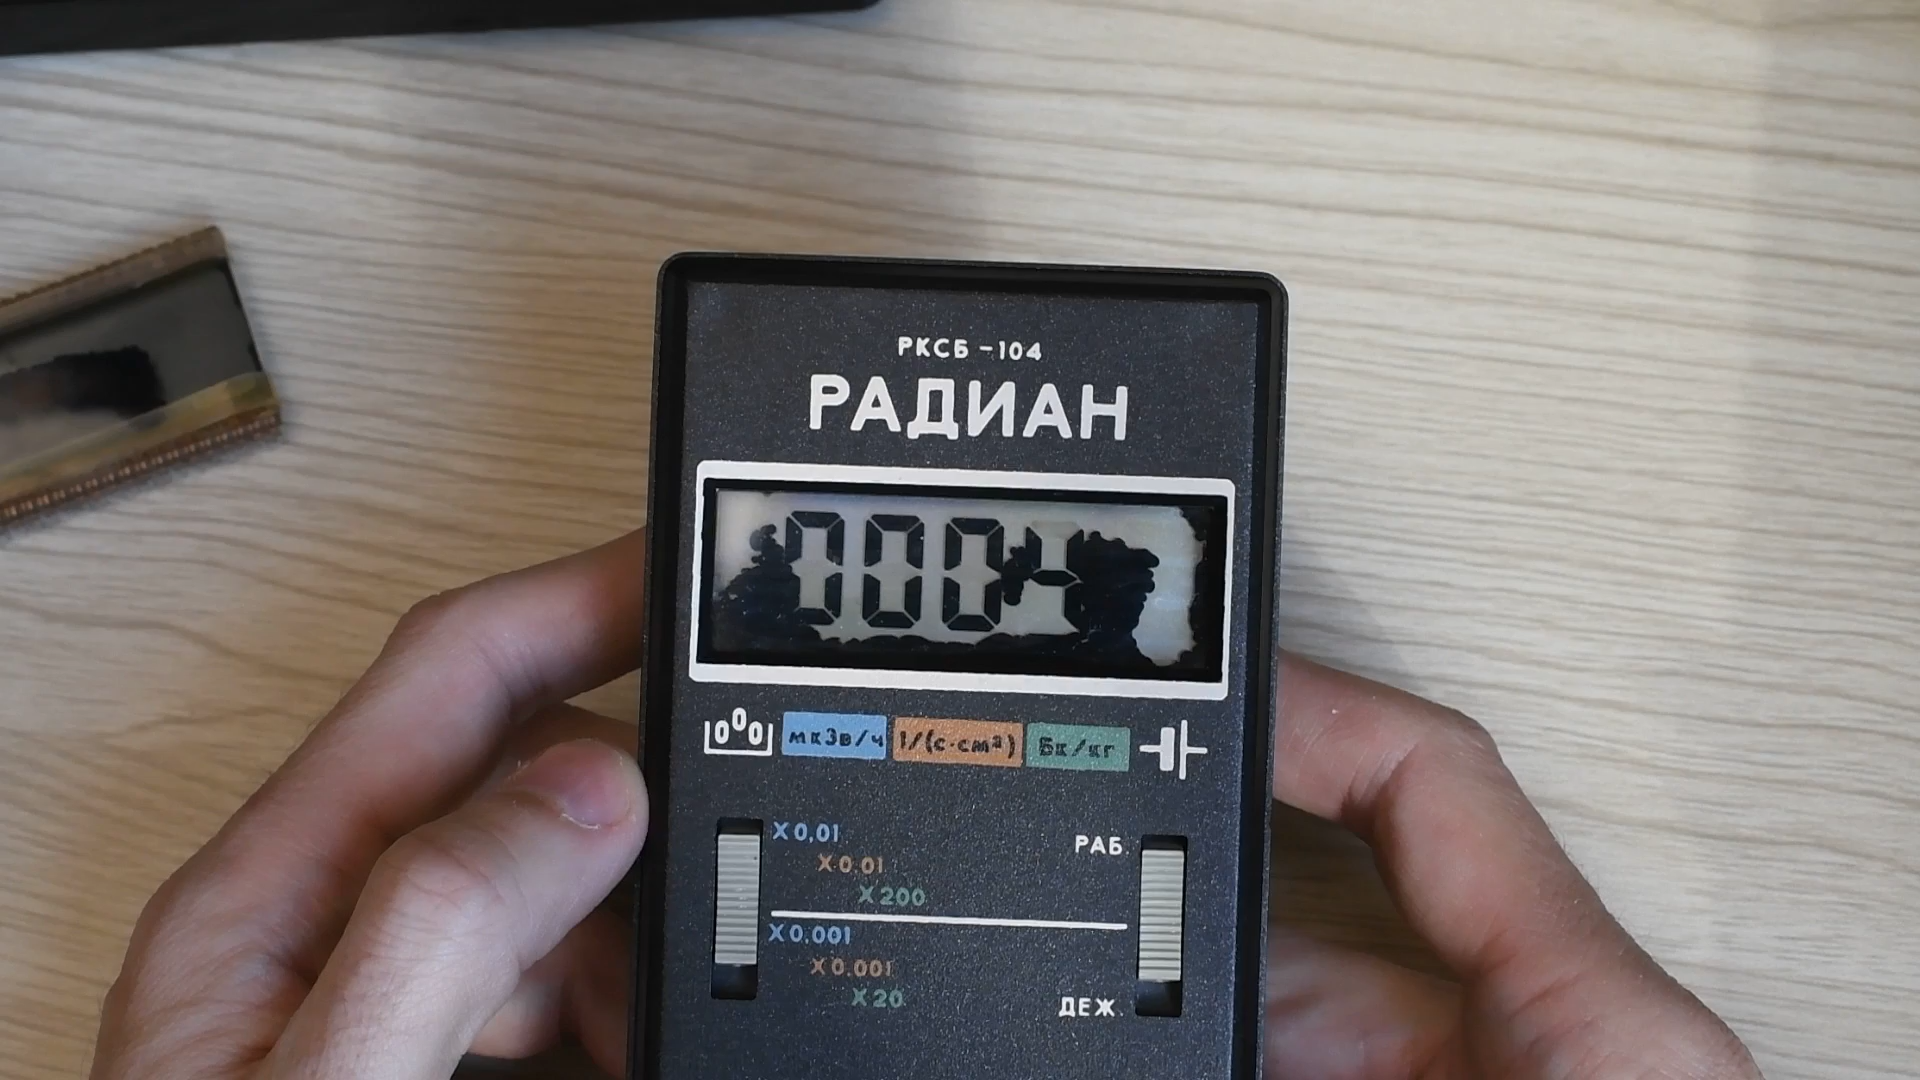 РКСБ-104
РАДИАН
0004
мкЗв/ч 1/(с·см²) Бк/кг
Х0,01
Х0.01
Х200
РАБ.
Х0.001
Х0.001
Х20
ДЕЖ.